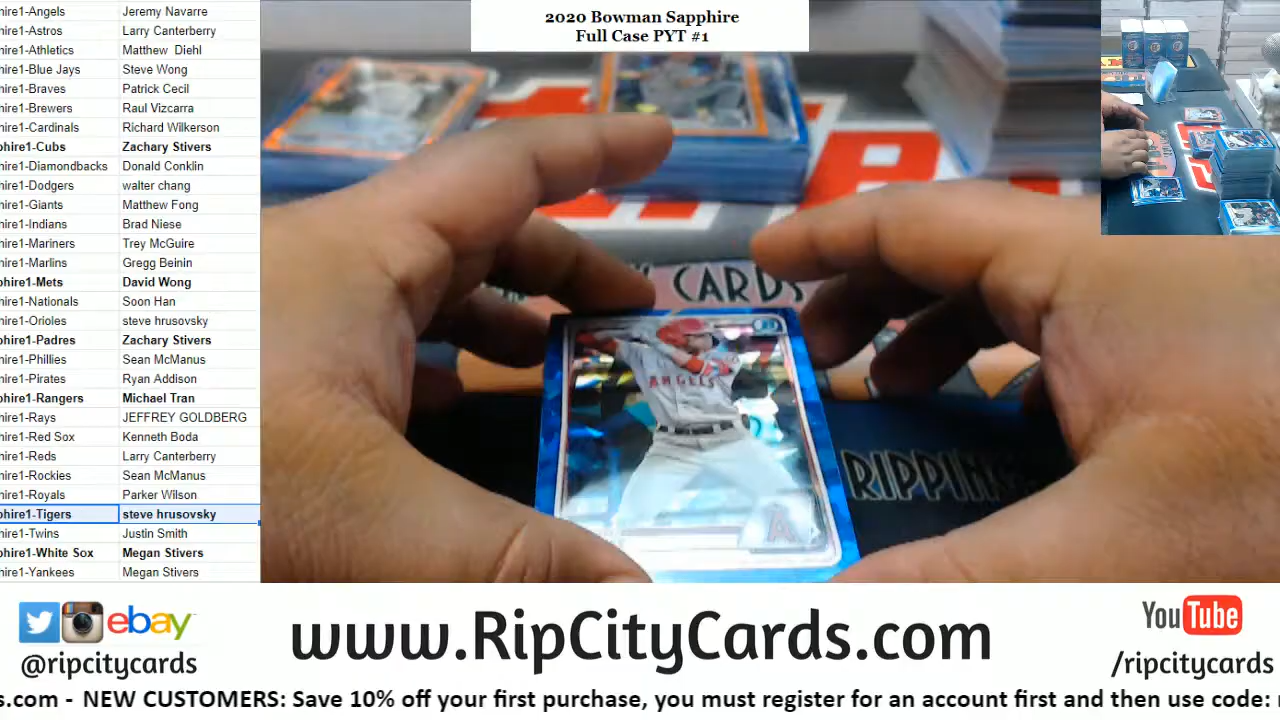 2020 Bowman Sapphire
Full Case PYT #1
hire1-Angels Jeremy Navarre
hire1-Astros Larry Canterberry
hire1-Athletics Matthew Diehl
hire1-Blue Jays Steve Wong
hire1-Braves Patrick Cecil
hire1-Brewers Raul Vizcarra
hire1-Cardinals Richard Wilkerson
phire1-Cubs Zachary Stivers
hire1-Diamondbacks Donald Conklin
hire1-Dodgers walter chang
hire1-Giants Matthew Fong
hire1-Indians Brad Niese
hire1-Mariners Trey McGuire
hire1-Marlins Gregg Beinin
phire1-Mets David Wong
hire1-Nationals Soon Han
hire1-Orioles steve hrusovsky
phire1-Padres Zachary Stivers
hire1-Phillies Sean McManus
hire1-Pirates Ryan Addison
phire1-Rangers Michael Tran
hire1-Rays JEFFREY GOLDBERG
hire1-Red Sox Kenneth Boda
hire1-Reds Larry Canterberry
hire1-Rockies Sean McManus
hire1-Royals Parker Wilson
phire1-Tigers steve hrusovsky
hire1-Twins Justin Smith
phire1-White Sox Megan Stivers
hire1-Yankees Megan Stivers
CARDS
ANGELS
A
RIPPING
ebay
@ripcitycards
www.RipCityCards.com
YouTube
/ripcitycards
s.com - NEW CUSTOMERS: Save 10% off your first purchase, you must register for an account first and then use code: